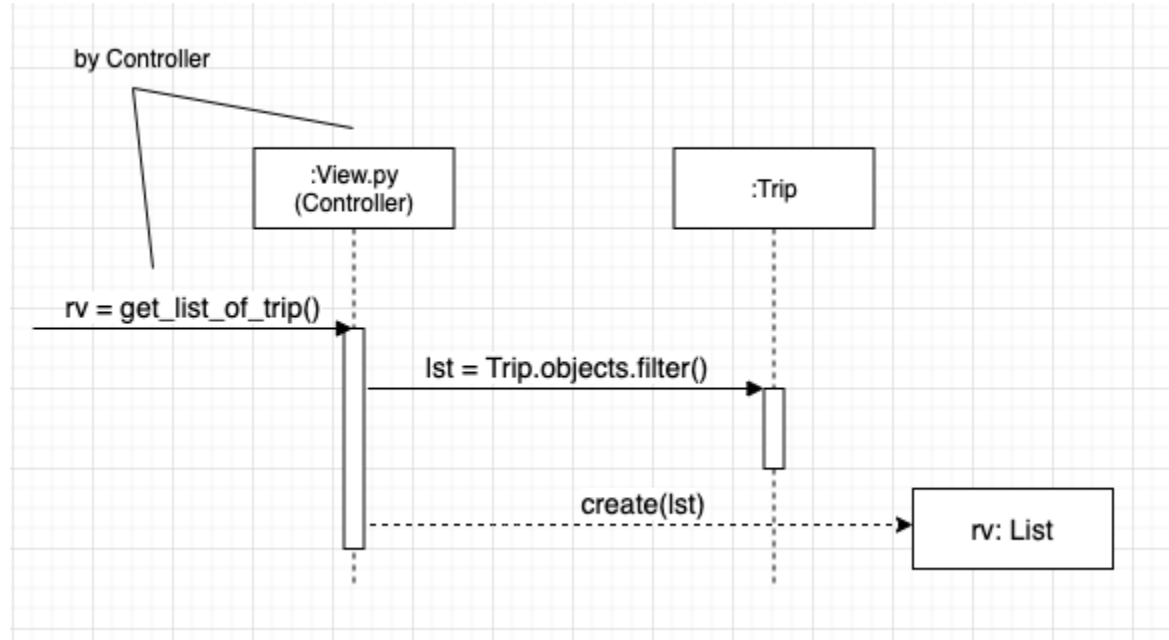 by Controller
:View.py
(Controller)
:Trip
rv = get_list_of_trip()
lst = Trip.objects.filter()
create(lst)
rv: List